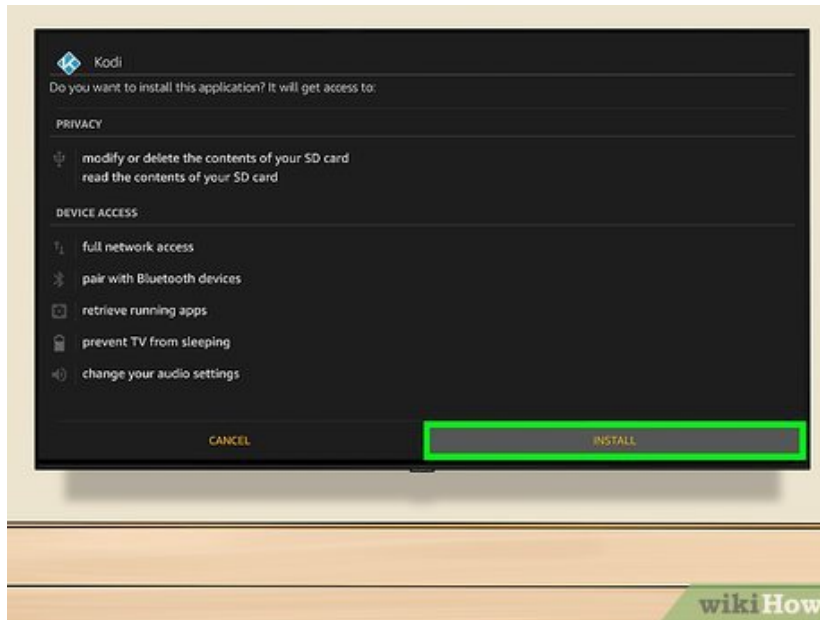 Kodi
Do you want to install this application? It will get access to:
PRIVACY
modify or delete the contents of your SD card
read the contents of your SD card
DEVICE ACCESS
full network access
pair with Bluetooth devices
retrieve running apps
prevent TV from sleeping
change your audio settings
CANCEL
INSTALL
wikiHow